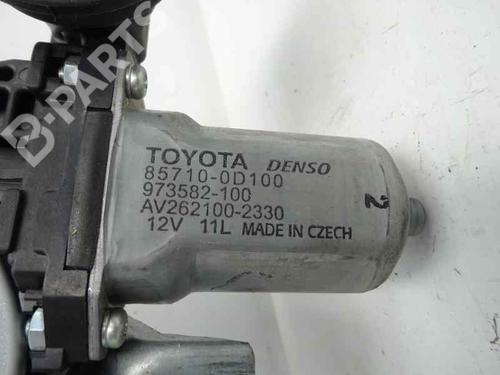 B-PARTS
TOYOTA DENSO
85710-0D100
973582-100
AV262100-2330
12V 11L MADE IN CZECH
2